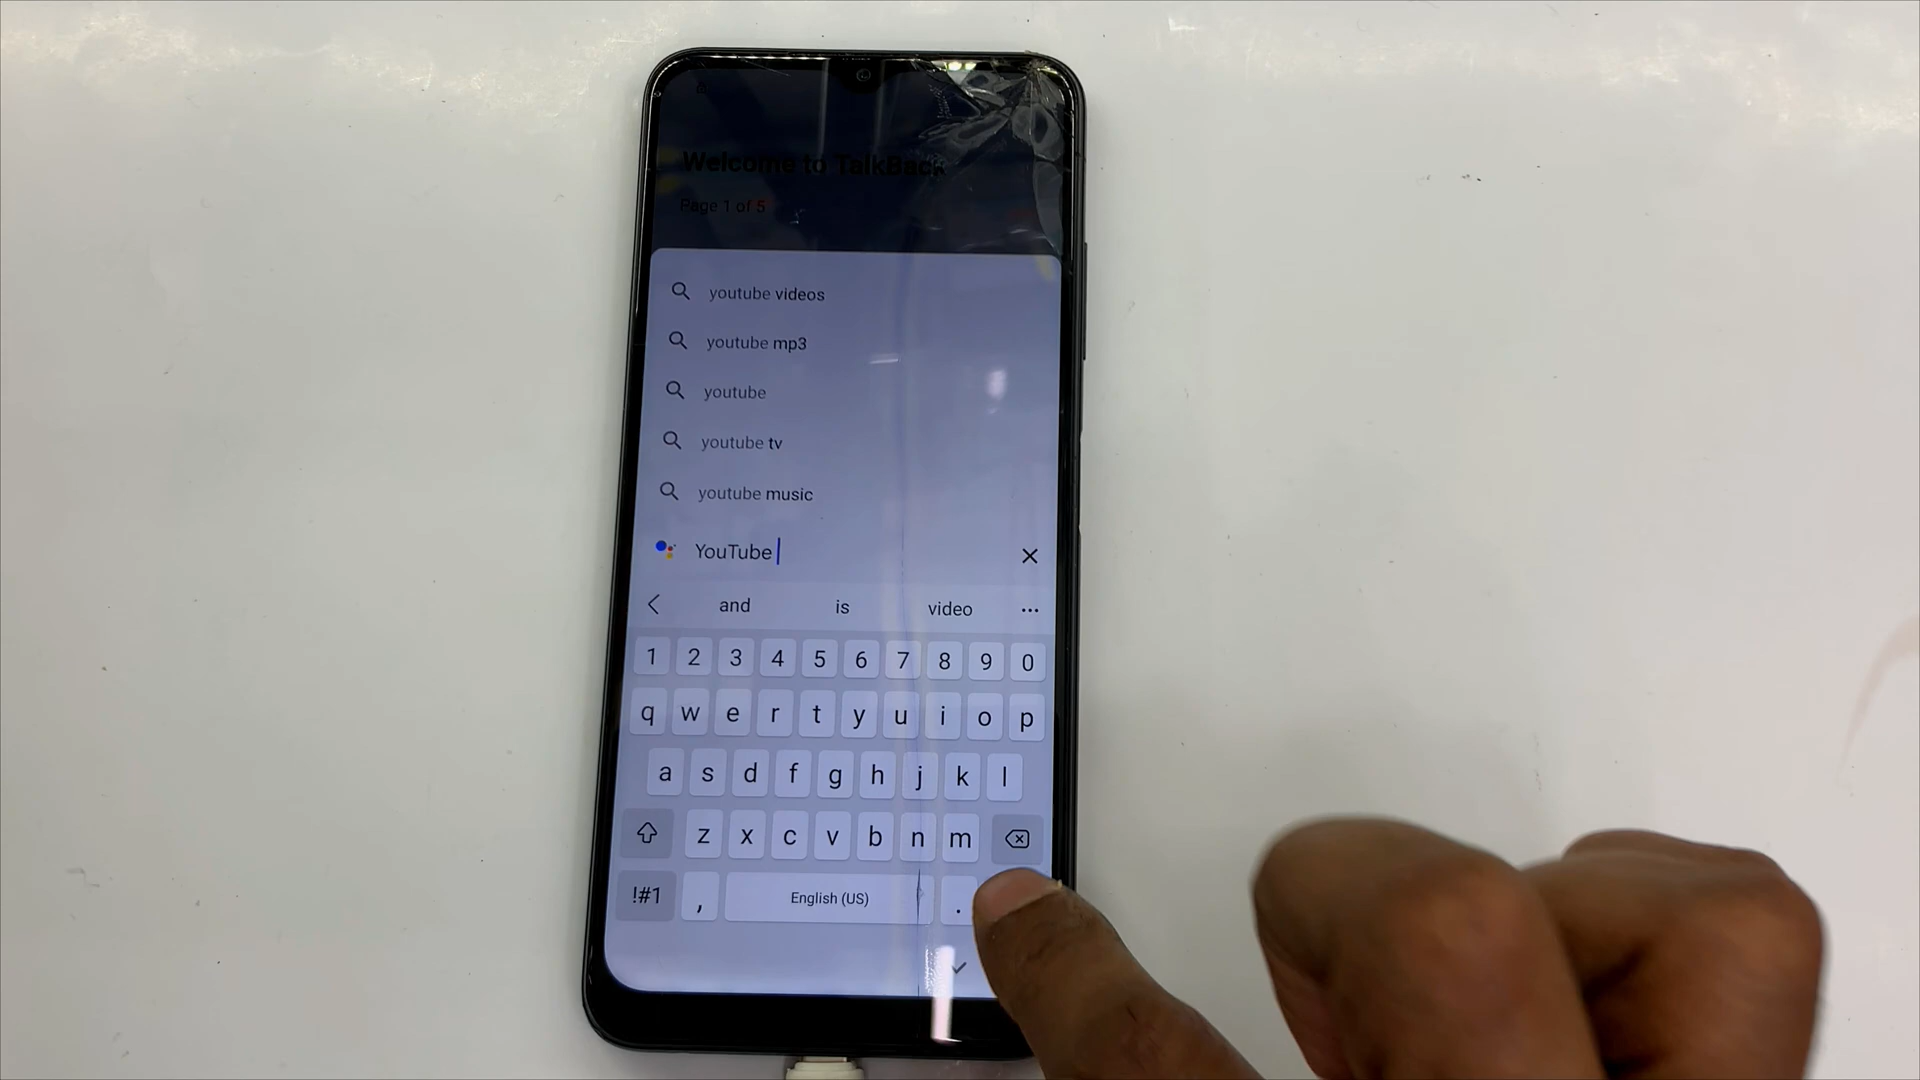 Welcome to TalkBack
Page 1 of 5
youtube videos
youtube mp3
youtube
youtube tv
youtube music
YouTube
and is video
1 2 3 4 5 6 7 8 9 0
q w e r t y u i o p
a s d f g h j k l
z x c v b n m
!#1 , English (US) .